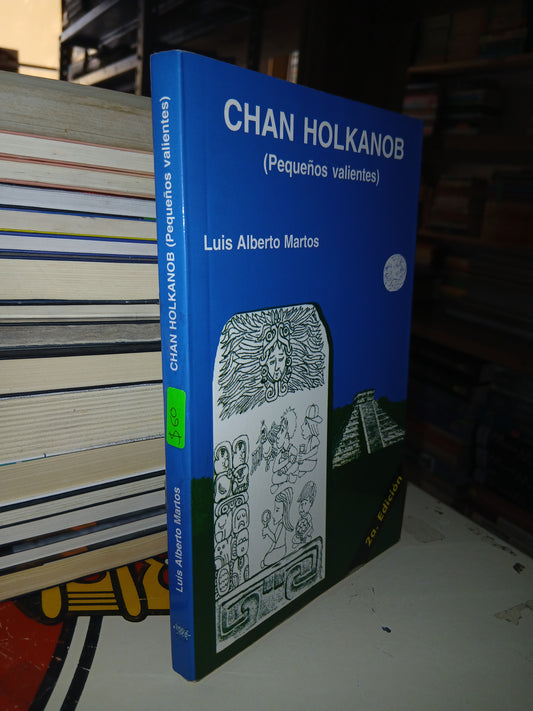 CHAN HOLKANOB
(Pequeños valientes)
Luis Alberto Martos
2a. Edición
CHAN HOLKANOB (Pequeños valientes)
$60
Luis Alberto Martos